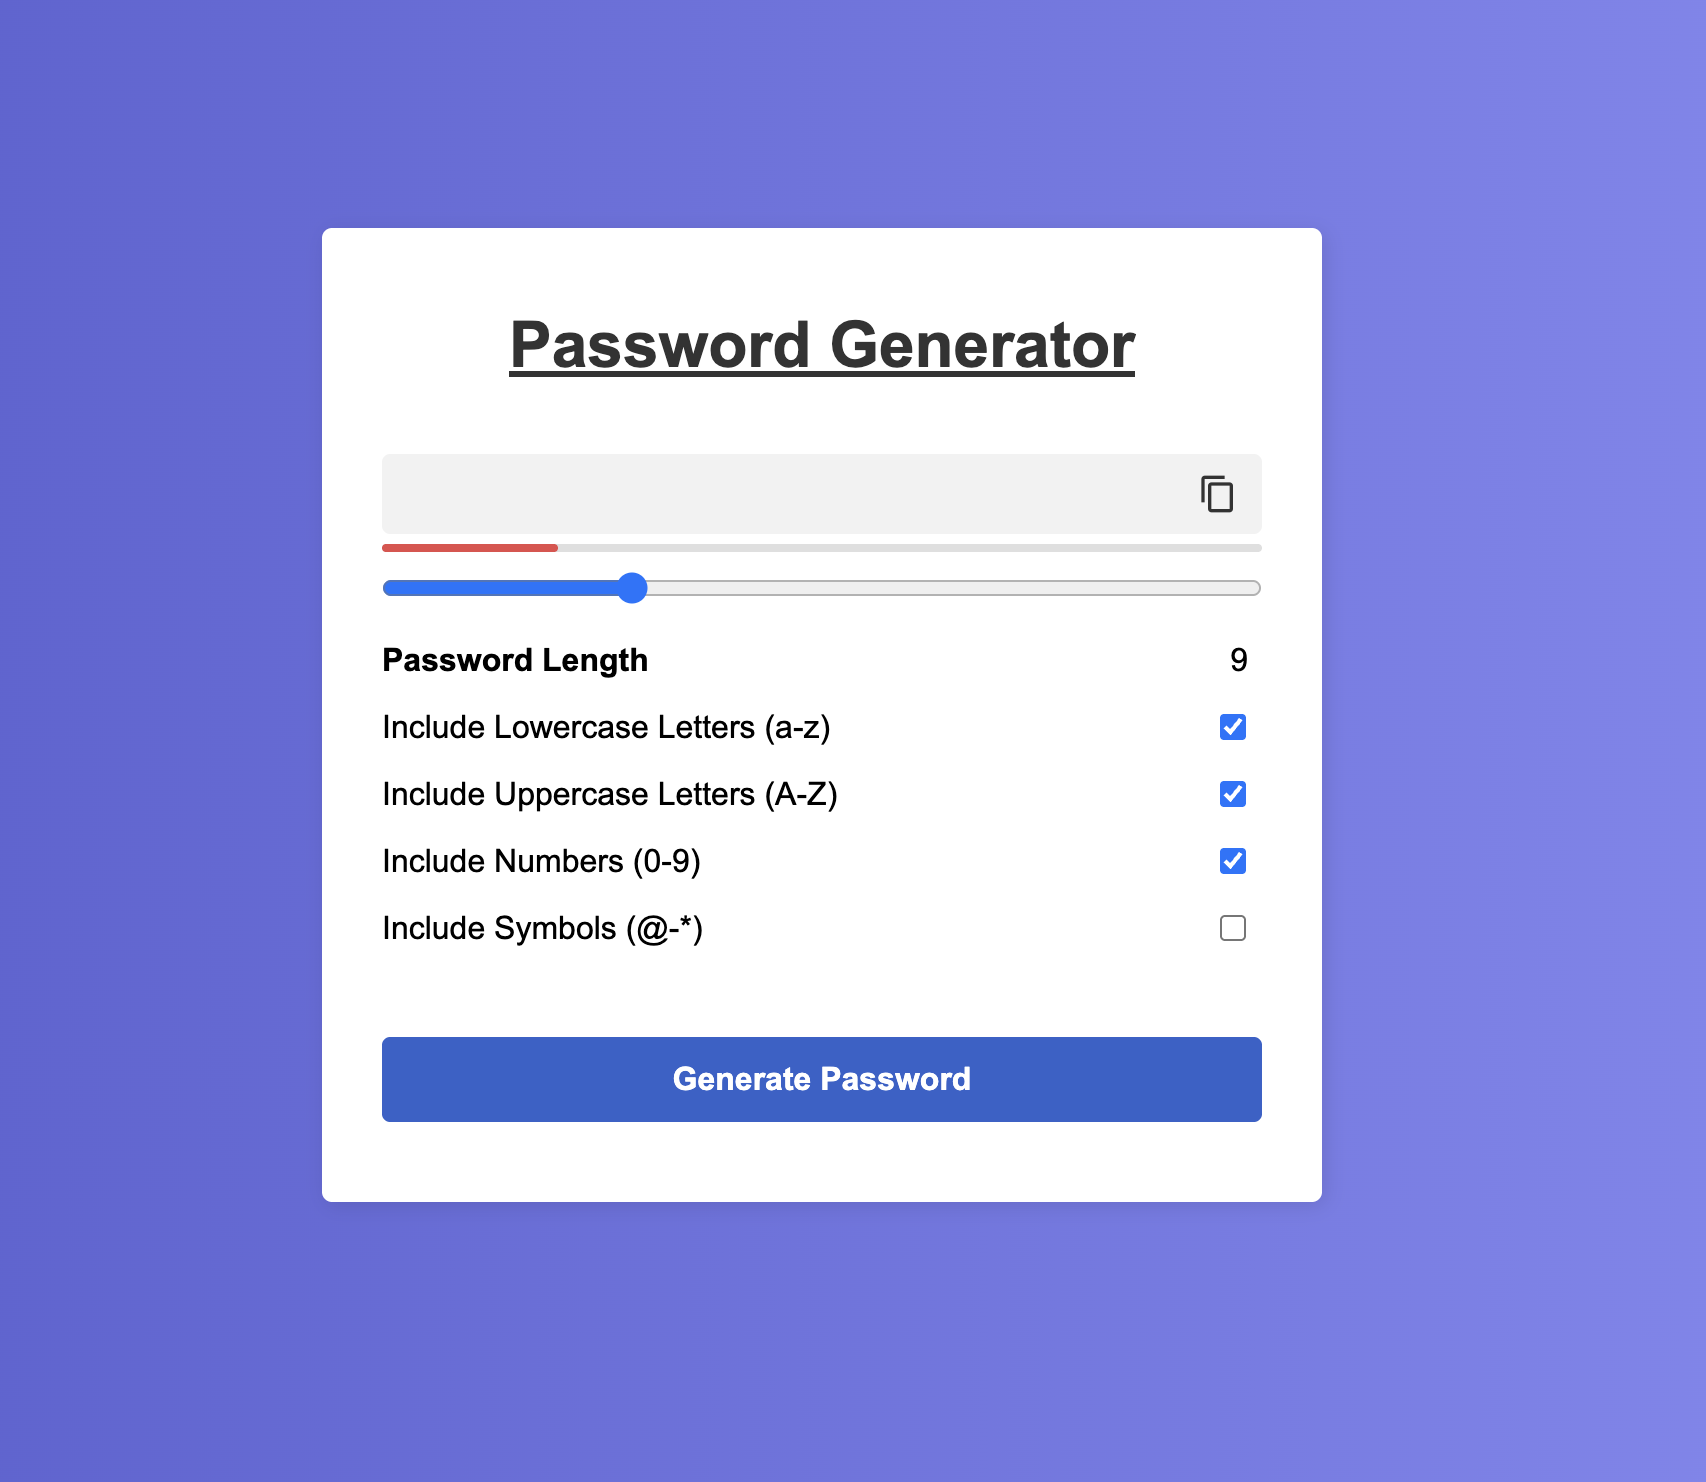 Password Generator
Password Length 9
Include Lowercase Letters (a-z)
Include Uppercase Letters (A-Z)
Include Numbers (0-9)
Include Symbols (@-*)
Generate Password